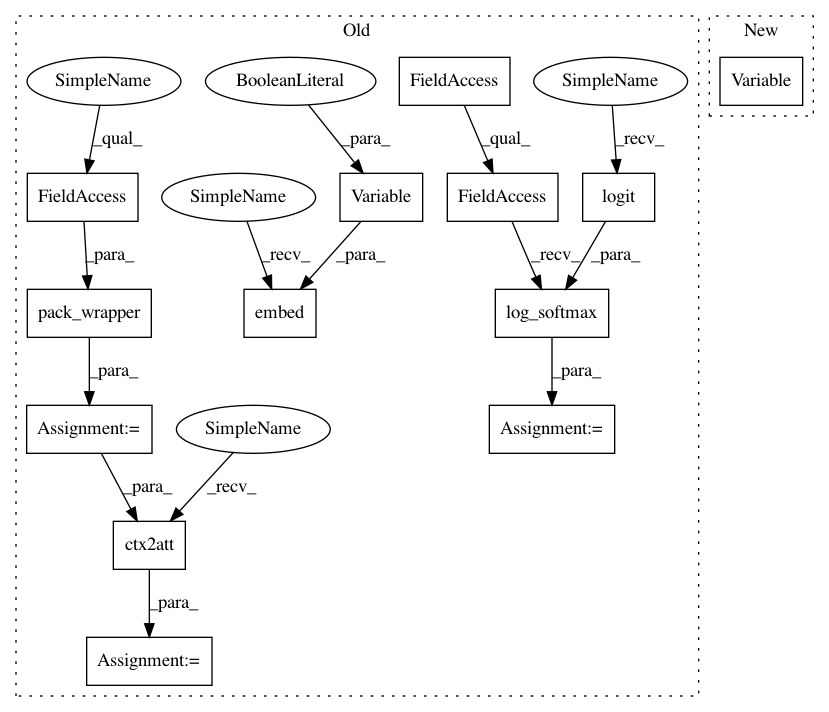 Old
New
SimpleName
BooleanLiteral
FieldAccess
SimpleName
Variable
_qual_
_para_
_qual_
_recv_
FieldAccess
SimpleName
Variable
FieldAccess
logit
_para_
_recv_
_para_
_recv_
_para_
pack_wrapper
embed
log_softmax
_para_
_para_
Assignment:=
SimpleName
Assignment:=
_para_
_recv_
ctx2att
_para_
Assignment:=